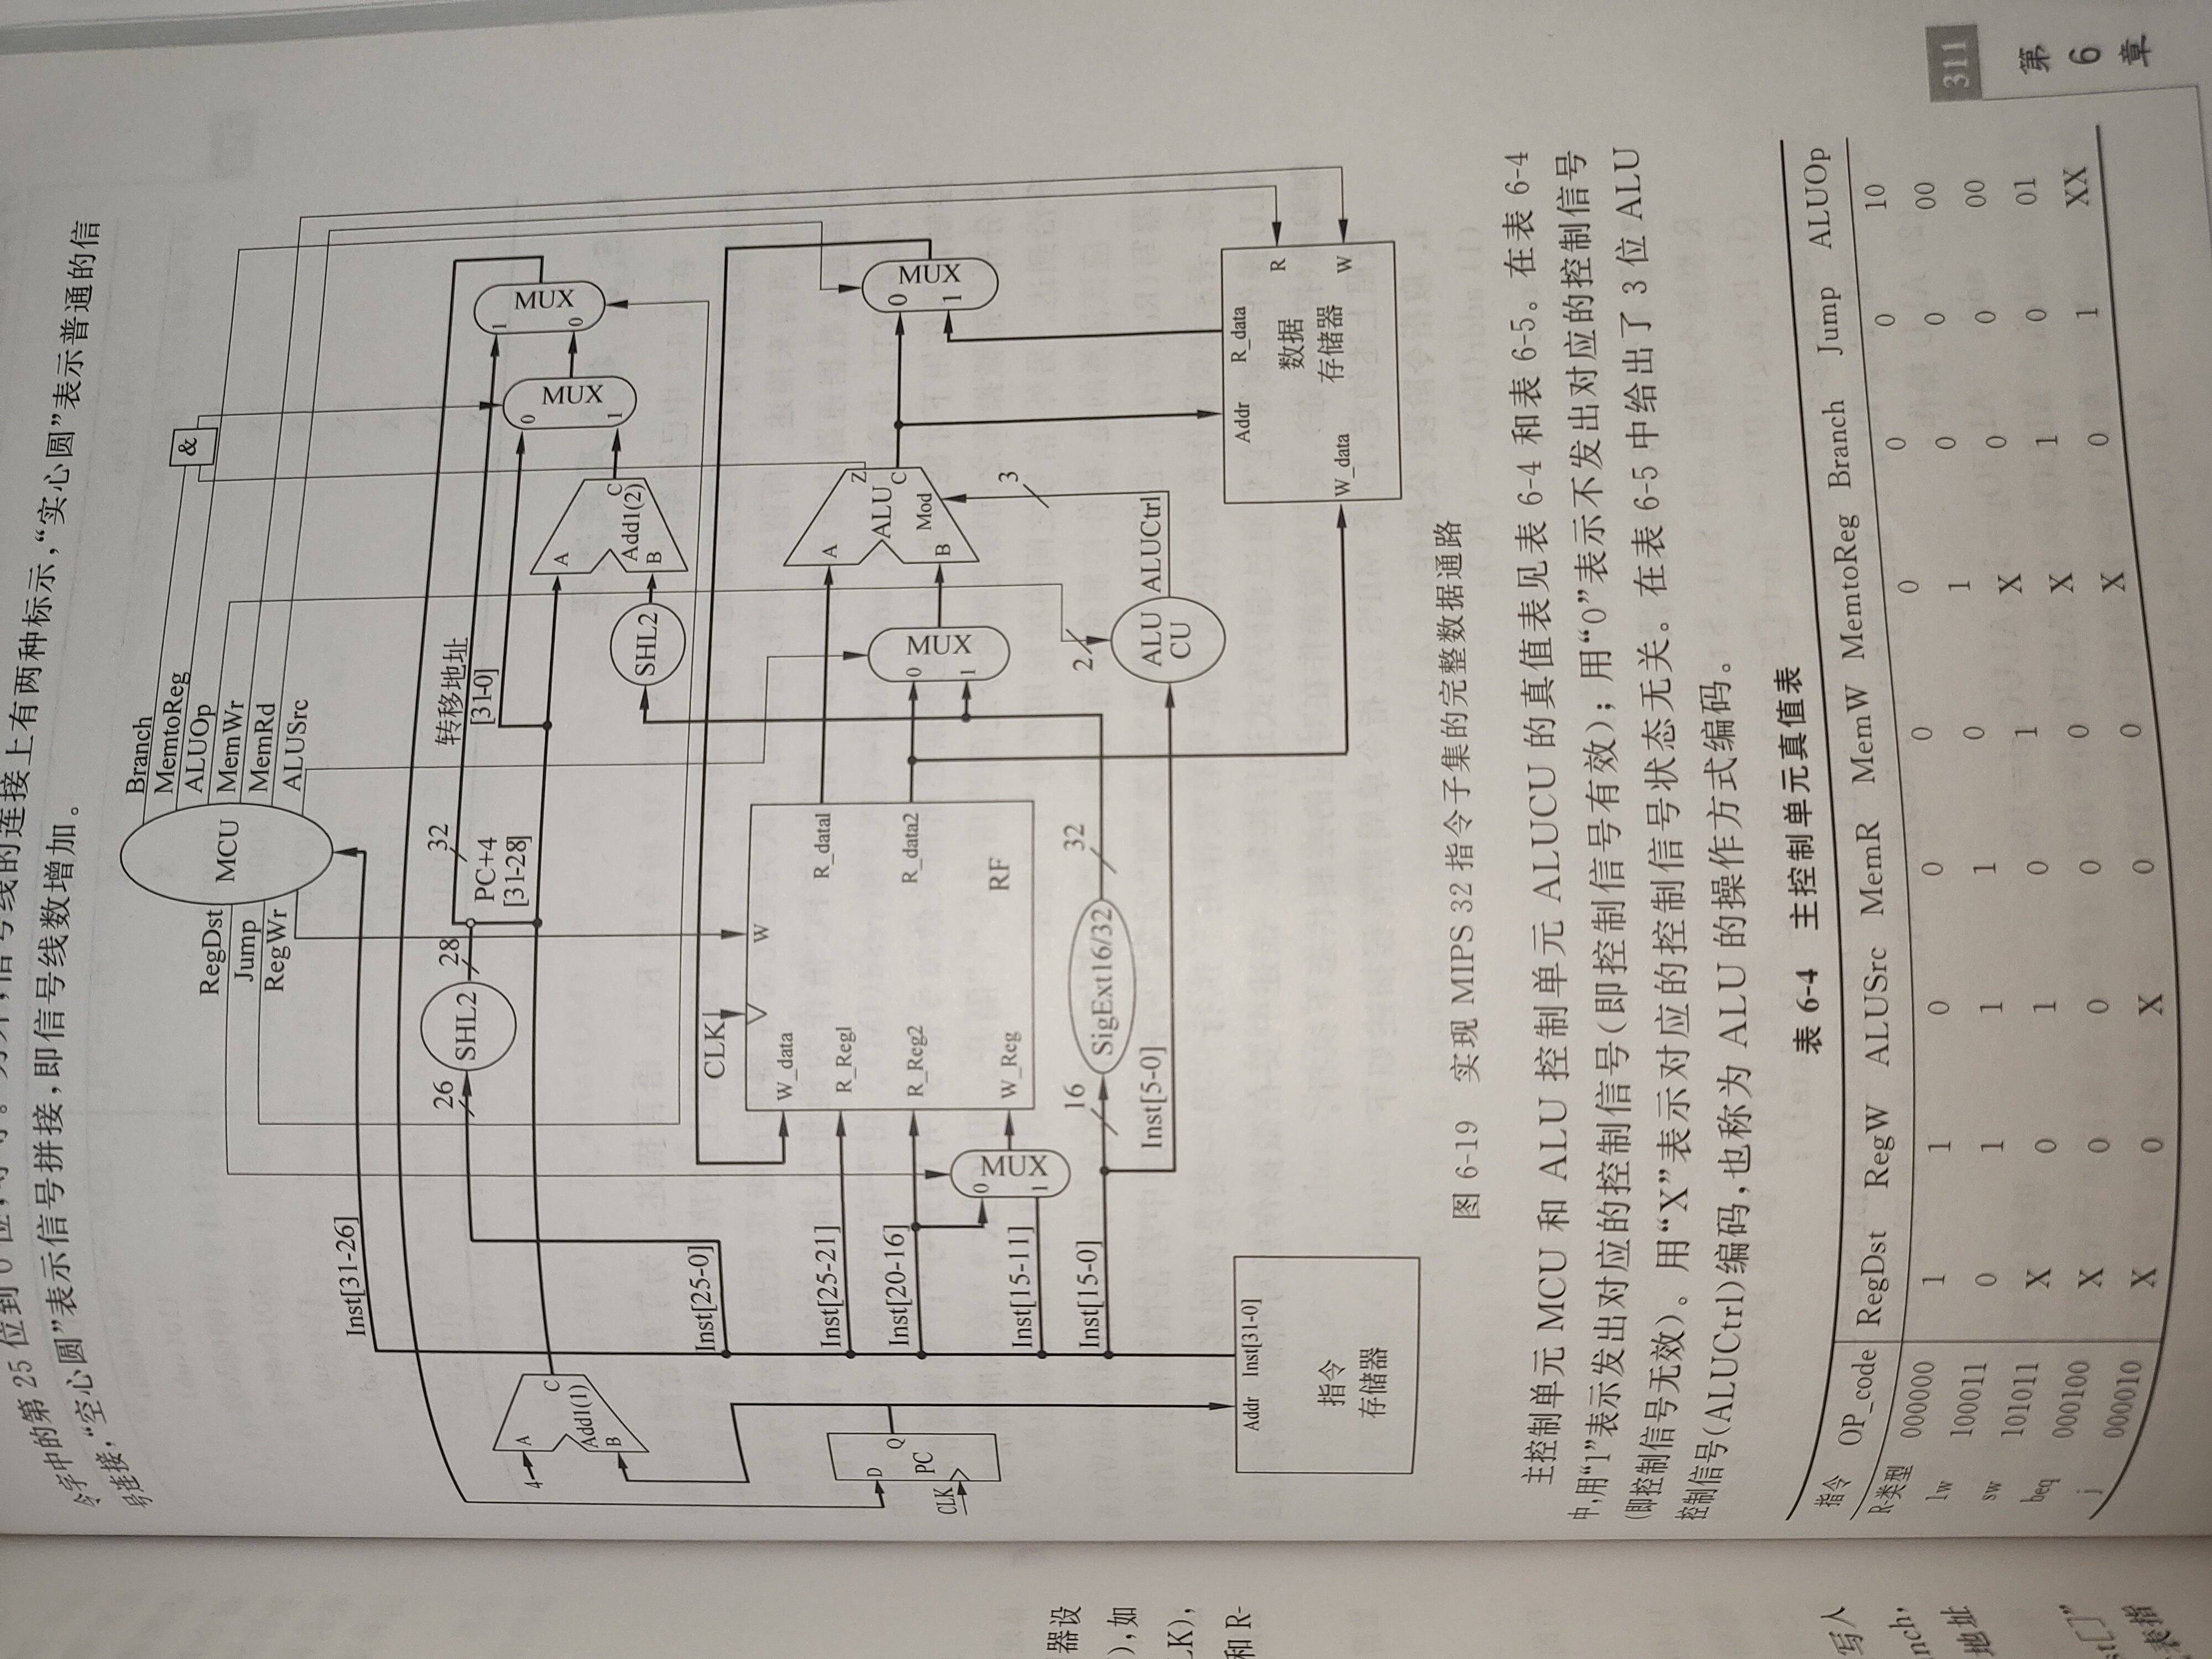 令字中的第 25 位到 0 位,等等。另外,信号线的连接上有两种标示,“实心圆”表示普通的信
号连接,“空心圆”表示信号拼接,即信号线数增加。
Branch
MemtoReg
ALUOp
MemWr
MemRd
ALUSrc
&
MCU
RegDst
Jump
RegWr
Inst[31-26]
26
SHL2
28
32
转移地址
PC+4
[31-28]
[31-0]
4
A
C
Add1(1)
B
1
MUX
0
0
MUX
1
A
C
Add1(2)
B
SHL2
Inst[25-0]
CLK
W
W_data
Inst[25-21]
R_Reg1
R_data1
Inst[20-16]
R_Reg2
R_data2
D
Q
PC
CLK
0
MUX
1
W_Reg
RF
Inst[15-11]
Inst[15-0]
16
SigExt16/32
32
Inst[5-0]
0
MUX
1
A
Z
ALU
C
Mod
B
0
MUX
1
3
2
ALU
CU
ALUCtrl
Addr Inst[31-0]
指令
存储器
Addr R_data
R
数据
存储器
W_data
W
图 6-19 实现 MIPS 32 指令子集的完整数据通路
主控制单元 MCU 和 ALU 控制单元 ALUCU 的真值表见表 6-4 和表 6-5。在表 6-4
中,用“1”表示发出对应的控制信号(即控制信号有效);用“0”表示不发出对应的控制信号
(即控制信号无效)。用“X”表示对应的控制信号状态无关。在表 6-5 中给出了 3 位 ALU
控制信号(ALUCtrl)编码,也称为 ALU 的操作方式编码。
表 6-4 主控制单元真值表
指令 OP_code RegDst RegW ALUSrc MemR MemW MemtoReg Branch Jump ALUOp
R-类型 000000 1 1 0 0 0 0 0 0 10
lw 100011 0 1 1 1 0 1 0 0 00
sw 101011 X 0 1 0 1 X 0 0 00
beq 000100 X 0 0 0 0 X 1 0 01
j 000010 X 0 X 0 0 X 0 1 XX
311
第
6
章
器设
),如
LK),
和 R-
写入
nch,
地址
st[]”
表指